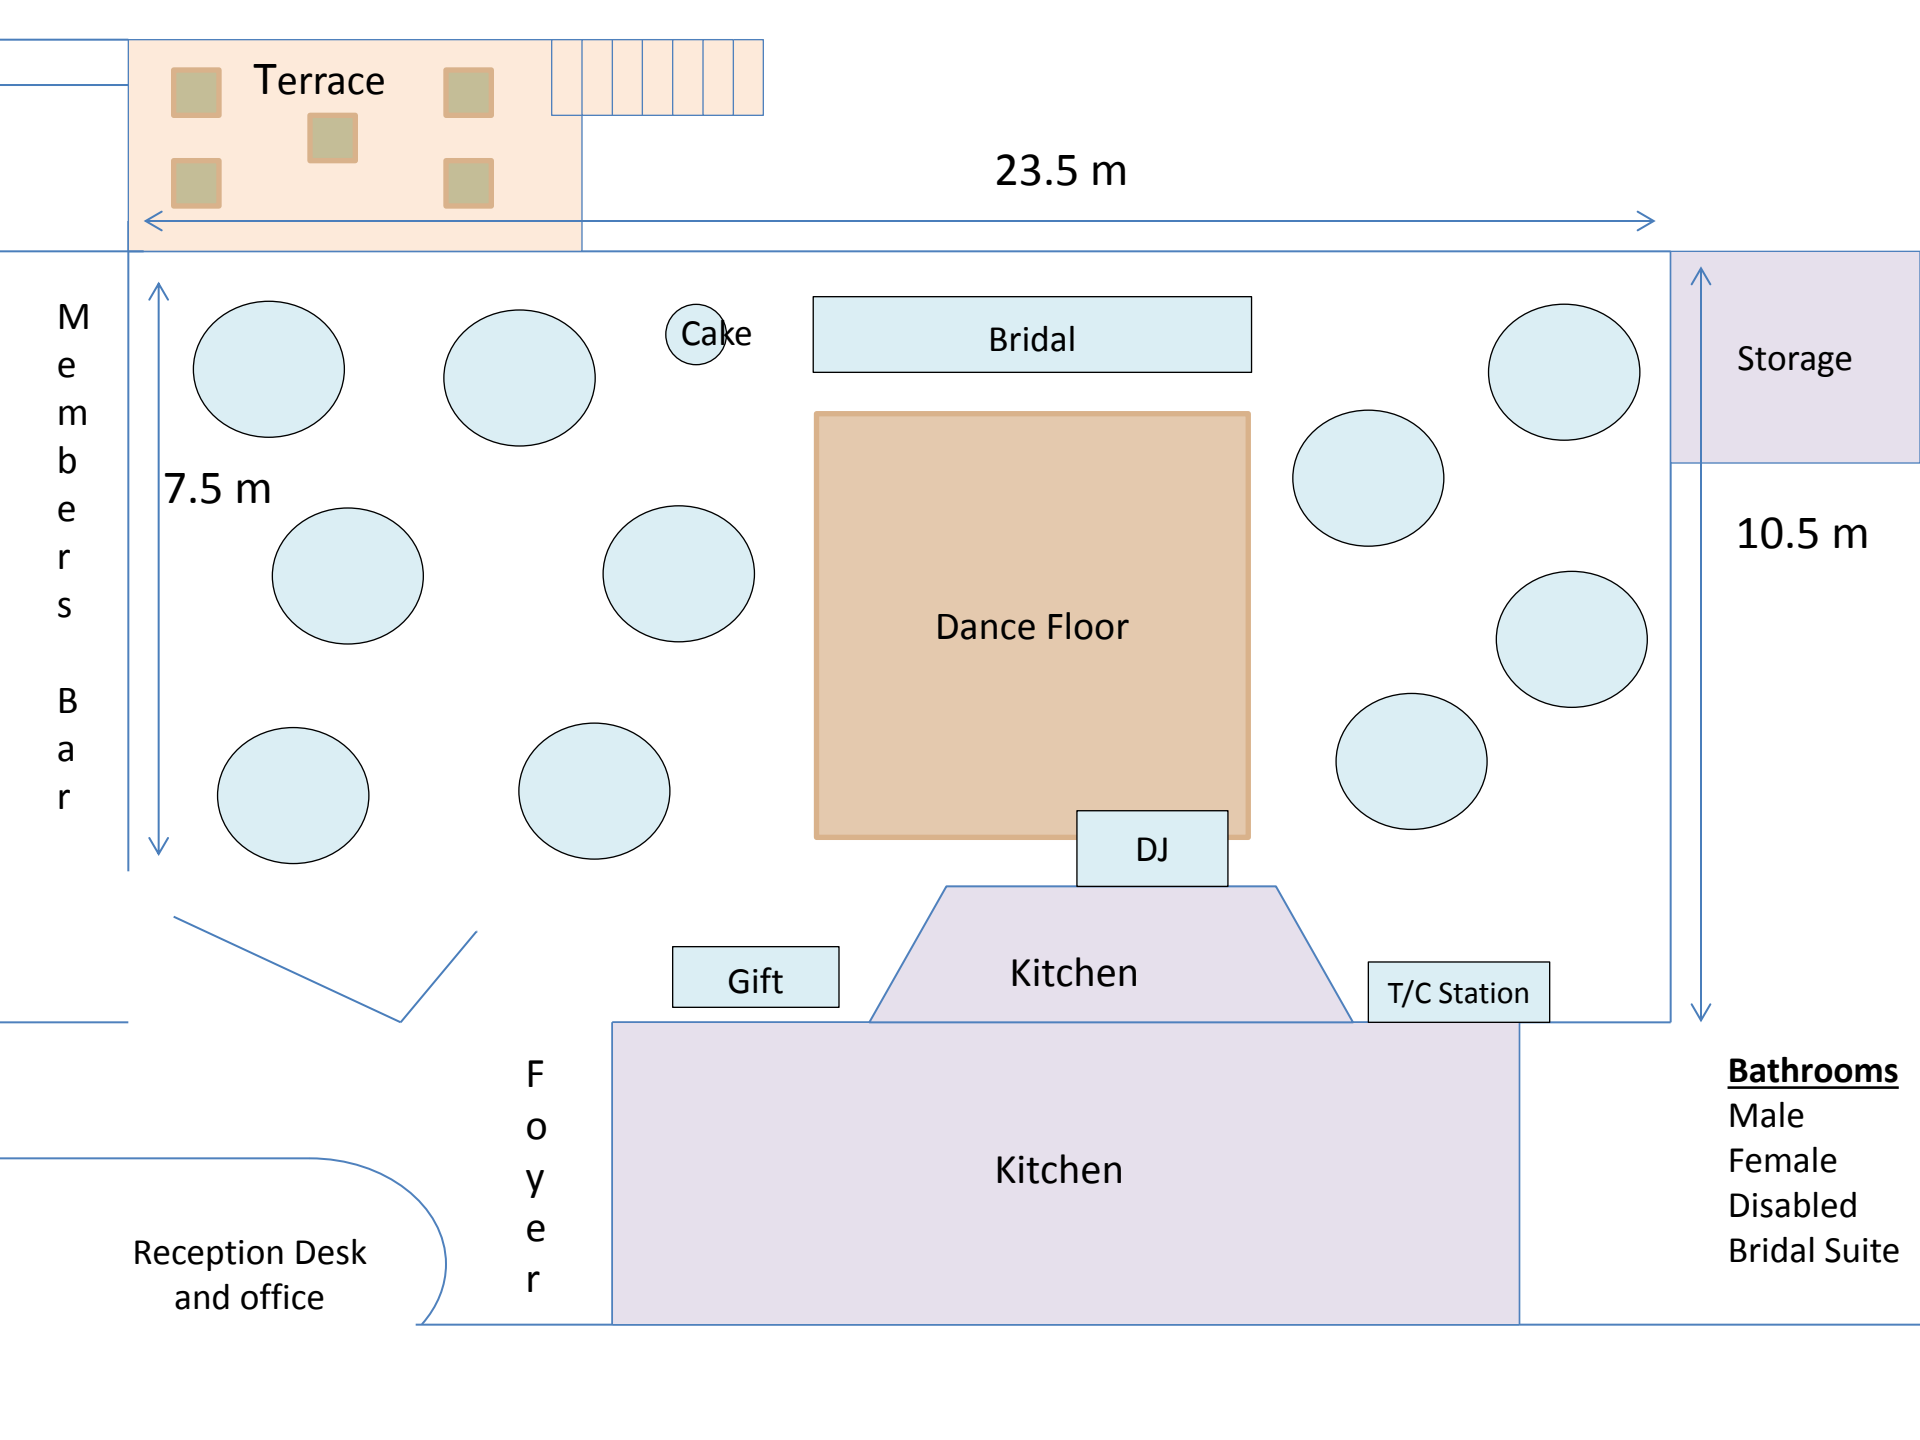 Terrace
23.5 m
Members Bar
Cake
Bridal
Storage
7.5 m
10.5 m
Dance Floor
DJ
Kitchen
Gift
T/C Station
Foyer
Kitchen
Bathrooms
Male
Female
Disabled
Bridal Suite
Reception Desk
and office